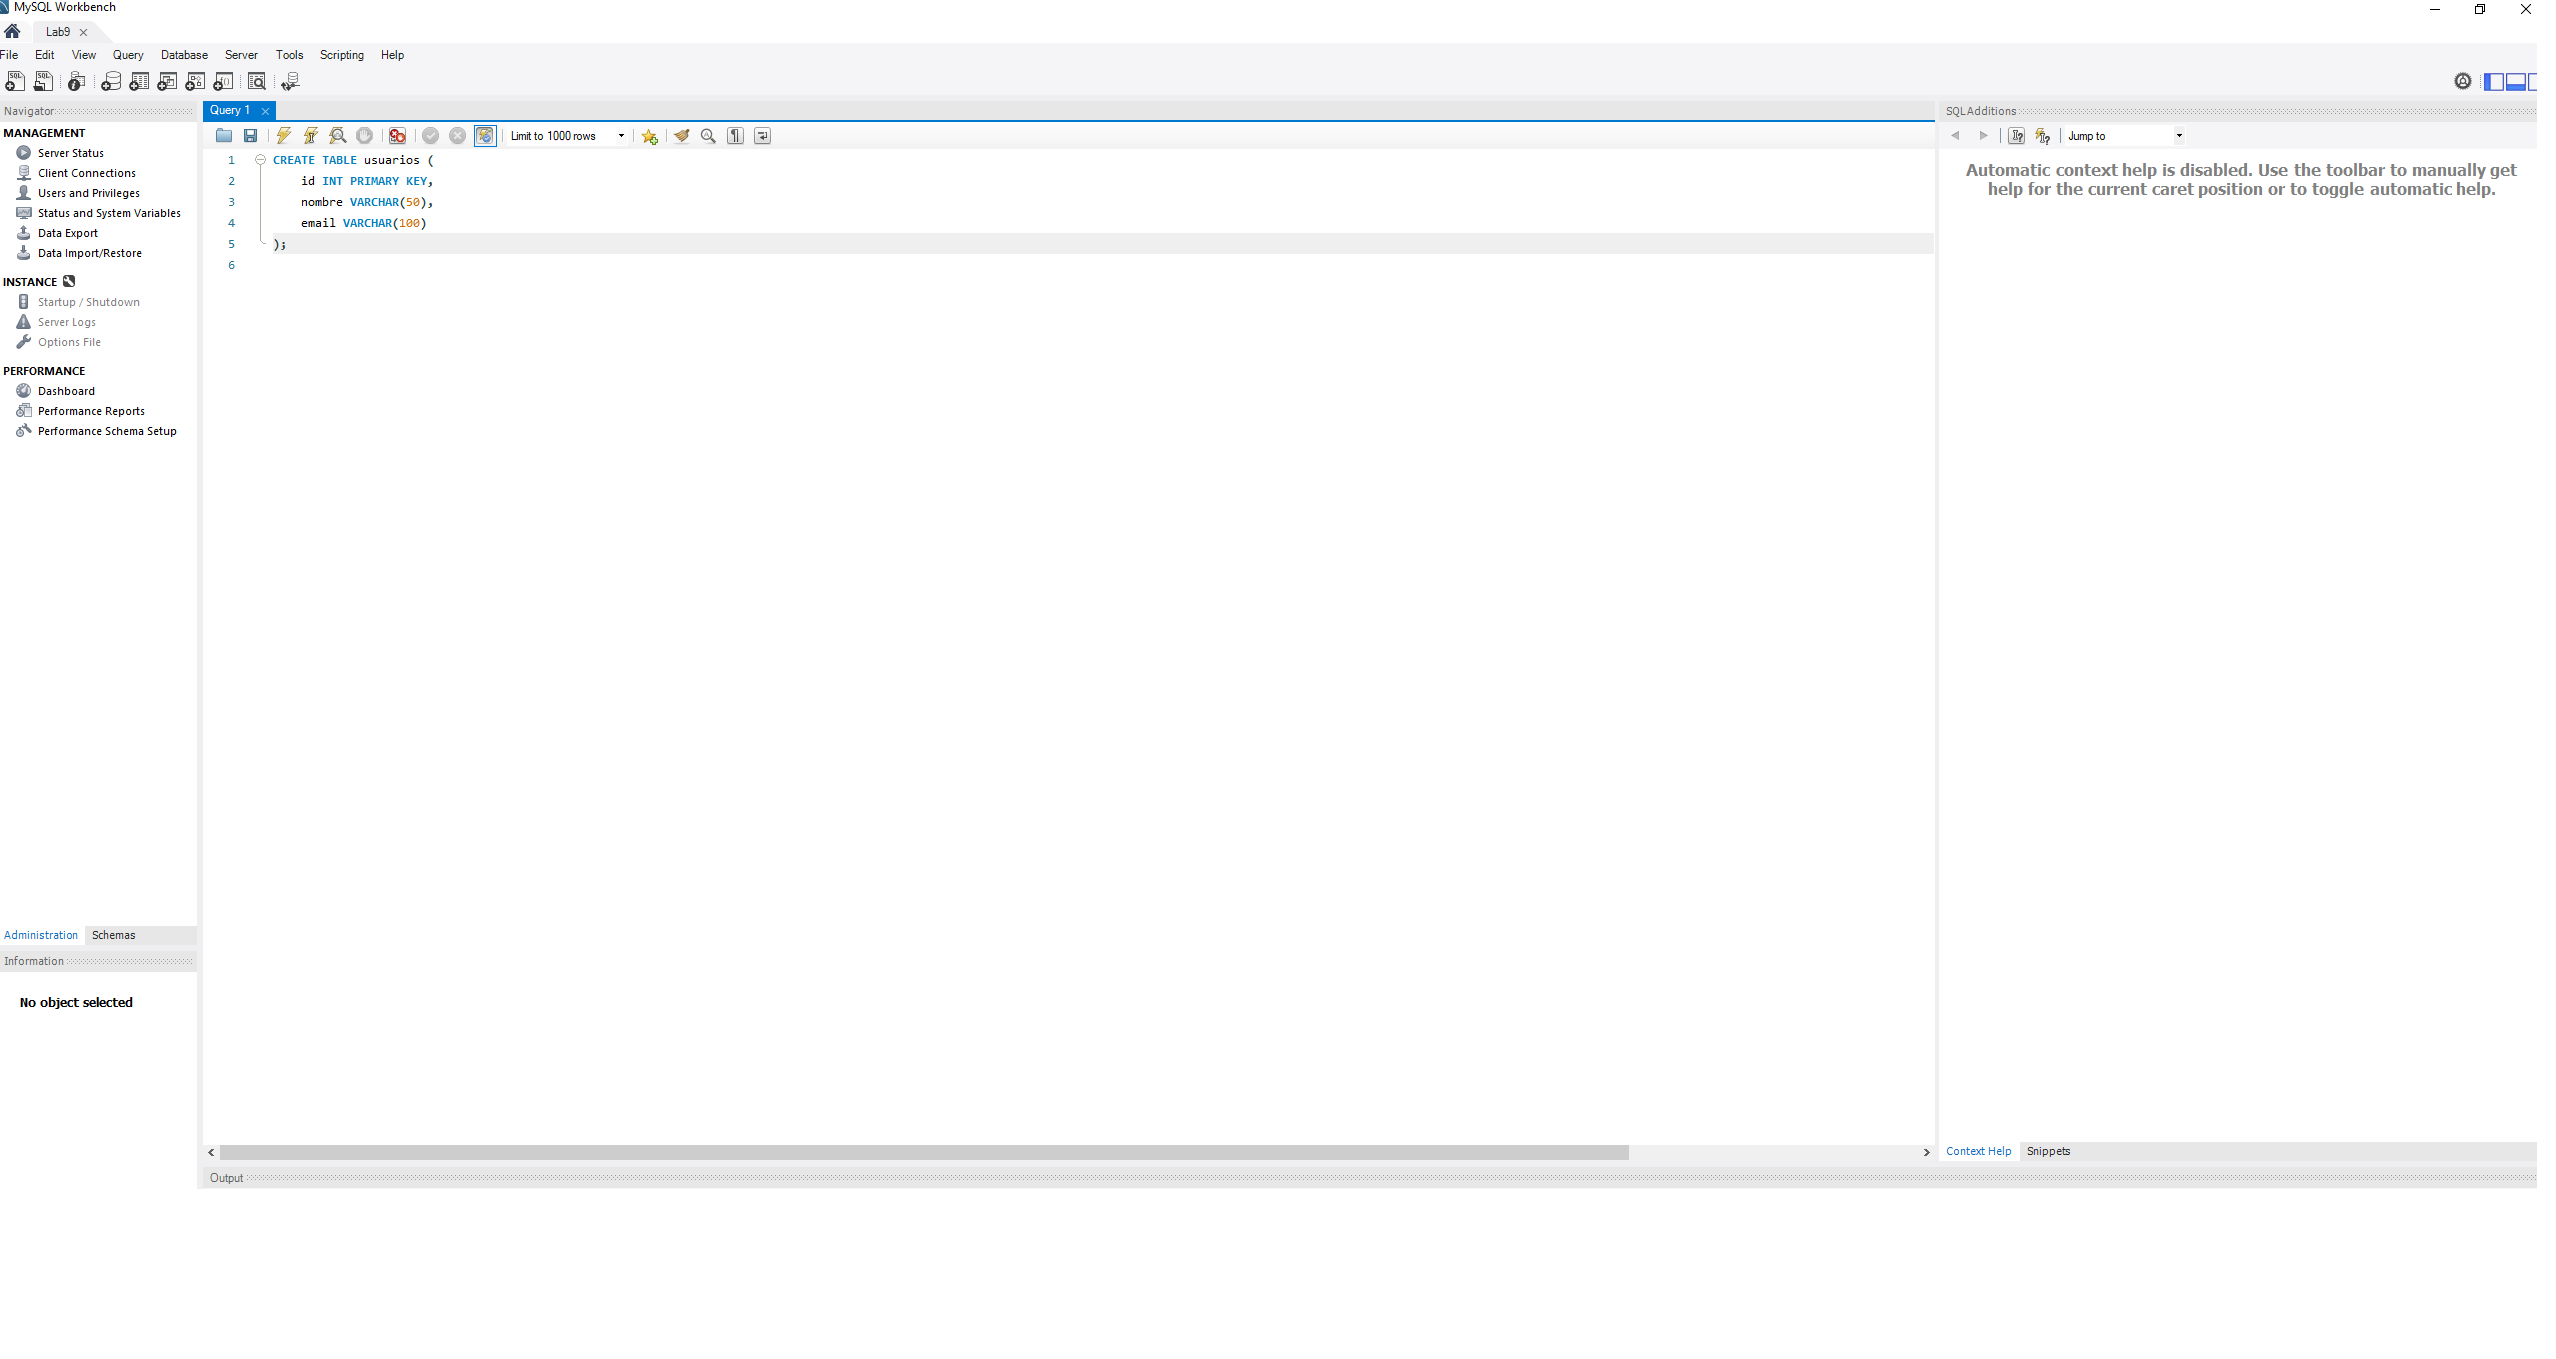 MySQL Workbench
Lab9
File Edit View Query Database Server Tools Scripting Help
Navigator
MANAGEMENT
Server Status
Client Connections
Users and Privileges
Status and System Variables
Data Export
Data Import/Restore
INSTANCE
Startup / Shutdown
Server Logs
Options File
PERFORMANCE
Dashboard
Performance Reports
Performance Schema Setup
Administration Schemas
Information
No object selected
Query 1
Limit to 1000 rows
1 CREATE TABLE usuarios (
2 id INT PRIMARY KEY,
3 nombre VARCHAR(50),
4 email VARCHAR(100)
5 );
6
Output
SQLAdditions
Jump to
Automatic context help is disabled. Use the toolbar to manually get
help for the current caret position or to toggle automatic help.
Context Help Snippets